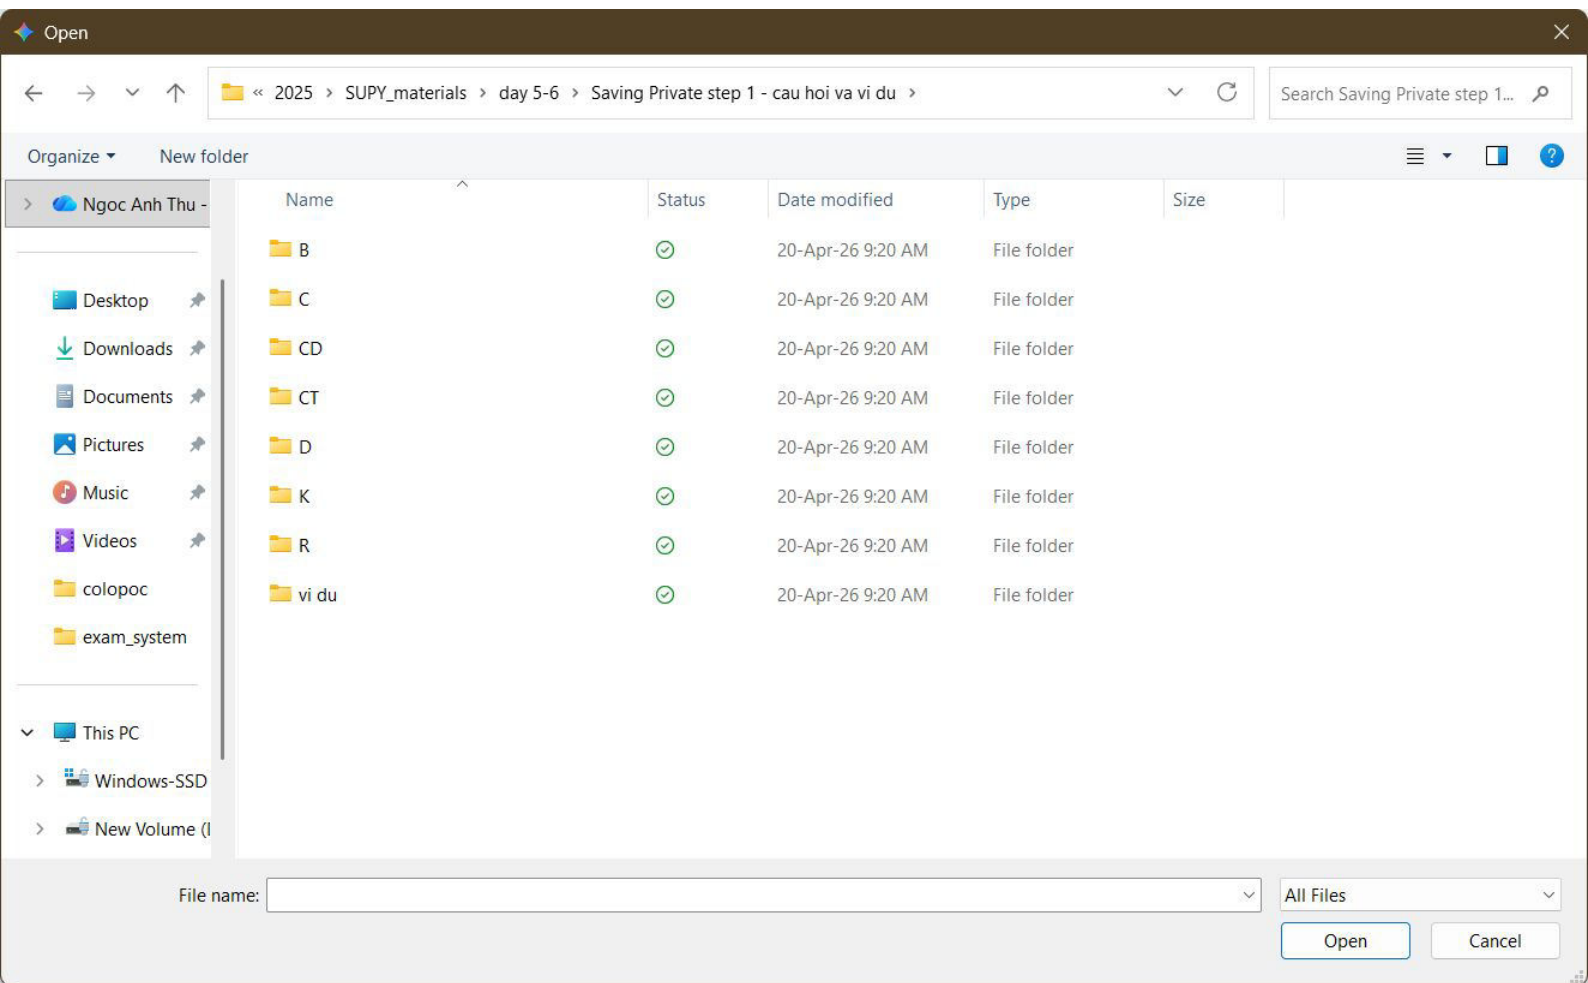 Open
« 2025 > SUPY_materials > day 5-6 > Saving Private step 1 - cau hoi va vi du >
Search Saving Private step 1...
Organize
New folder
Name Status Date modified Type Size
Ngoc Anh Thu -
Desktop
Downloads
Documents
Pictures
Music
Videos
colopoc
exam_system
This PC
Windows-SSD
New Volume (
B 20-Apr-26 9:20 AM File folder
C 20-Apr-26 9:20 AM File folder
CD 20-Apr-26 9:20 AM File folder
CT 20-Apr-26 9:20 AM File folder
D 20-Apr-26 9:20 AM File folder
K 20-Apr-26 9:20 AM File folder
R 20-Apr-26 9:20 AM File folder
vi du 20-Apr-26 9:20 AM File folder
File name:
All Files
Open
Cancel